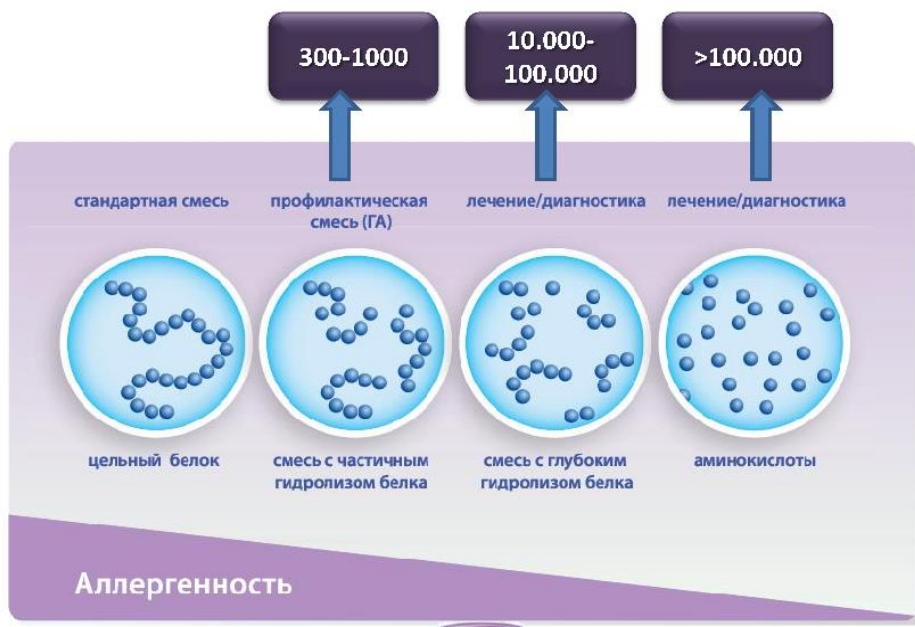 300-1000
10.000-
100.000
>100.000
стандартная смесь
профилактическая
смесь (ГА)
лечение/диагностика
лечение/диагностика
цельный белок
смесь с частичным
гидролизом белка
смесь с глубоким
гидролизом белка
аминокислоты
Аллергенность